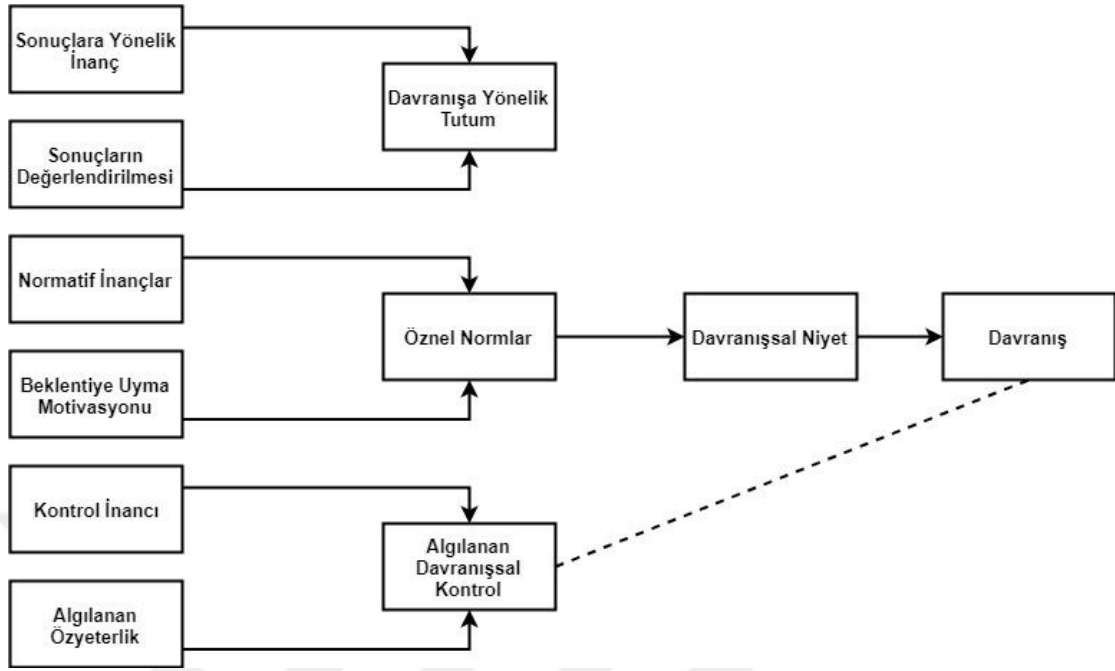 Sonuçlara Yönelik
İnanç
Davranışa Yönelik
Tutum
Sonuçların
Değerlendirilmesi
Normatif İnançlar
Öznel Normlar
Davranışsal Niyet
Davranış
Beklentiye Uyma
Motivasyonu
Kontrol İnancı
Algılanan
Davranışsal
Kontrol
Algılanan
Özyeterlik